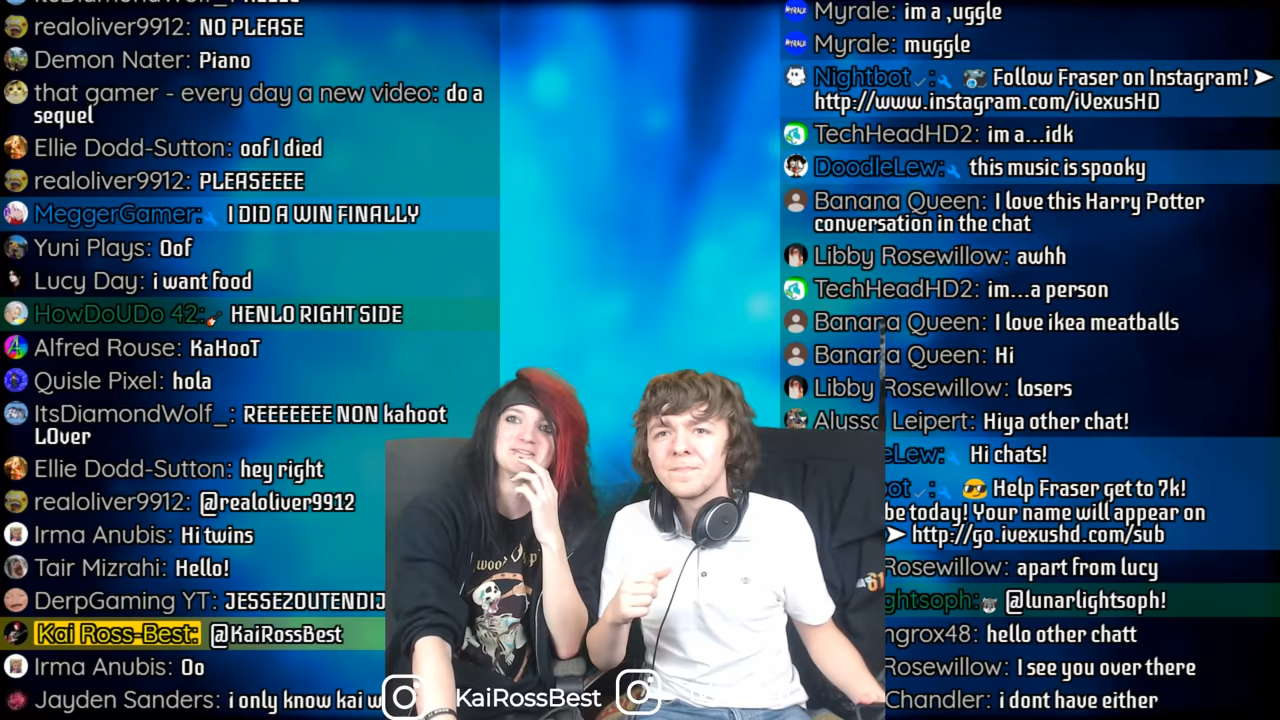 realoliver9912: NO PLEASE
Demon Nater: Piano
that gamer - every day a new video: do a
sequel
Ellie Dodd-Sutton: oof I died
realoliver9912: PLEASEEEE
MeggerGamer: I DID A WIN FINALLY
Yuni Plays: Oof
Lucy Day: i want food
HowDoUDo 42: HENLO RIGHT SIDE
Alfred Rouse: KaHooT
Quisle Pixel: hola
ItsDiamondWolf_: REEEEEEE NON kahoot
LOver
Ellie Dodd-Sutton: hey right
realoliver9912: @realoliver9912
Irma Anubis: Hi twins
Tair Mizrahi: Hello!
DerpGaming YT: JESSEZOUTENDIJ
Kai Ross-Best: @KaiRossBest
Irma Anubis: Oo
Jayden Sanders: i only know kai w
KaiRossBest
Myrale: im a ,uggle
Myrale: muggle
Nightbot ✓: 📷 Follow Fraser on Instagram! ➤
http://www.instagram.com/iVexusHD
TechHeadHD2: im a...idk
DoodleLew: this music is spooky
Banana Queen: I love this Harry Potter
conversation in the chat
Libby Rosewillow: awhh
TechHeadHD2: im...a person
Banana Queen: I love ikea meatballs
Banana Queen: Hi
Libby Rosewillow: losers
Alyssa Leipert: Hiya other chat!
eLew: Hi chats!
bot ✓: 😎 Help Fraser get to 7k!
be today! Your name will appear on
➤ http://go.ivexushd.com/sub
Rosewillow: apart from lucy
ghtsoph: @lunarlightsoph!
ngrox48: hello other chatt
Rosewillow: I see you over there
Chandler: i dont have either